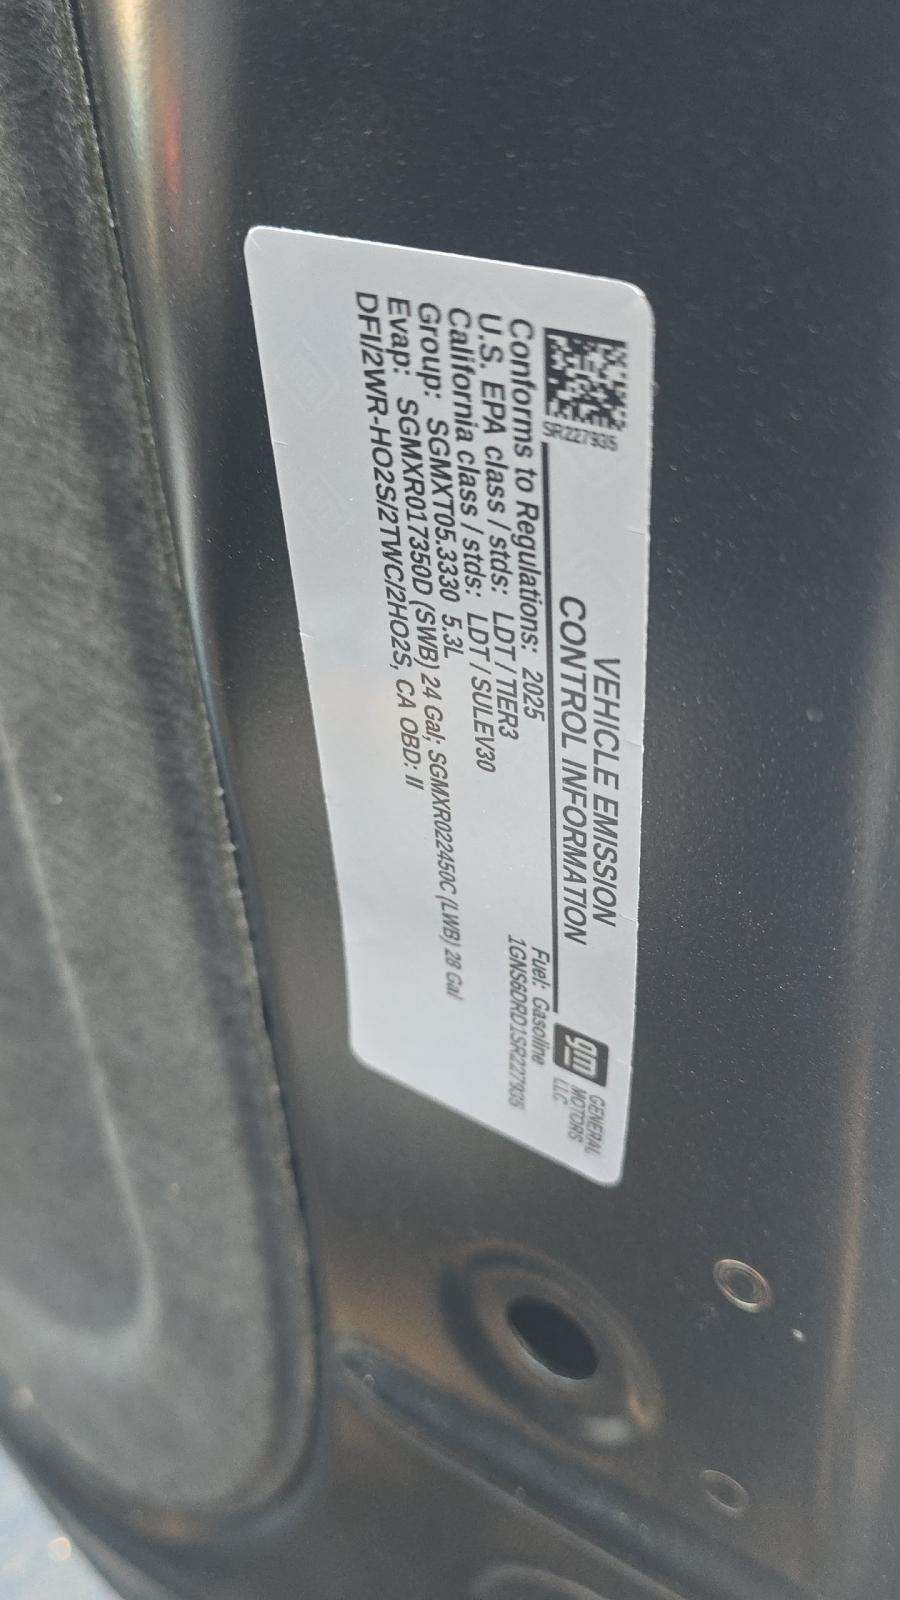 SR227935
VEHICLE EMISSION
CONTROL INFORMATION
gm
GENERAL
MOTORS
LLC
Conforms to Regulations: 2025
Fuel: Gasoline
U.S. EPA class / stds: LDT / TIER3
1GNS6DRD1SR227935
California class / stds: LDT / SULEV30
Group: SGMXT05.3330 5.3L
Evap: SGMXR017350D (SWB) 24 Gal; SGMXR022450C (LWB) 28 Gal
DFI/2WR-HO2S/2TWC/2HO2S, CA OBD: II